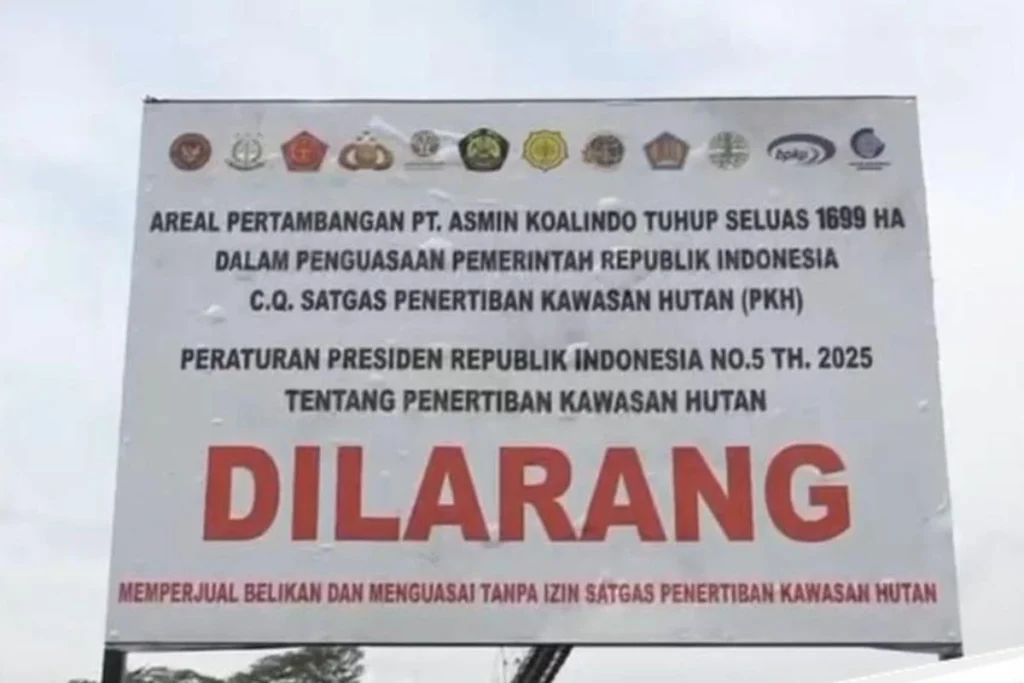 bpkp
AREAL PERTAMBANGAN PT. ASMIN KOALINDO TUHUP SELUAS 1699 HA
DALAM PENGUASAAN PEMERINTAH REPUBLIK INDONESIA
C.Q. SATGAS PENERTIBAN KAWASAN HUTAN (PKH)
PERATURAN PRESIDEN REPUBLIK INDONESIA NO.5 TH. 2025
TENTANG PENERTIBAN KAWASAN HUTAN
DILARANG
MEMPERJUAL BELIKAN DAN MENGUASAI TANPA IZIN SATGAS PENERTIBAN KAWASAN HUTAN